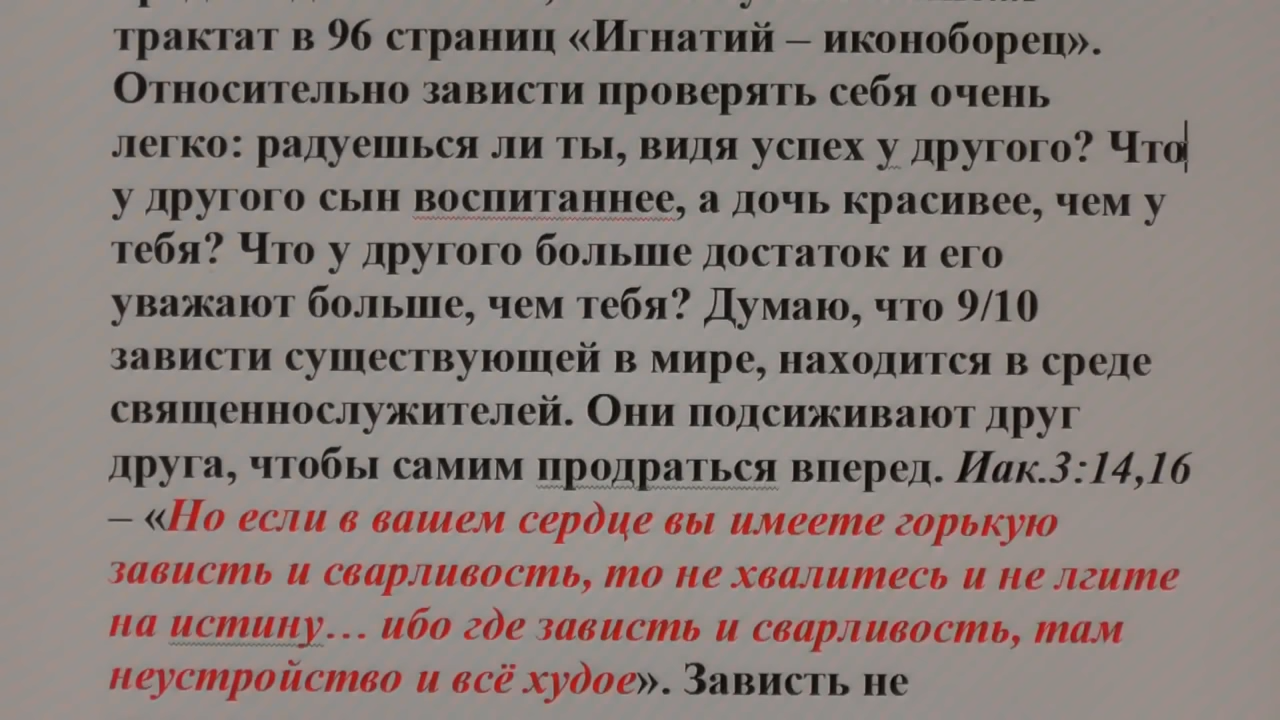 трактат в 96 страниц «Игнатий – иконоборец».
Относительно зависти проверять себя очень
легко: радуешься ли ты, видя успех у другого? Что
у другого сын воспитаннее, а дочь красивее, чем у
тебя? Что у другого больше достаток и его
уважают больше, чем тебя? Думаю, что 9/10
зависти существующей в мире, находится в среде
священнослужителей. Они подсиживают друг
друга, чтобы самим продраться вперед. Иак.3:14,16
– «Но если в вашем сердце вы имеете горькую
зависть и сварливость, то не хвалитесь и не лгите
на истину… ибо где зависть и сварливость, там
неустройство и всё худое». Зависть не